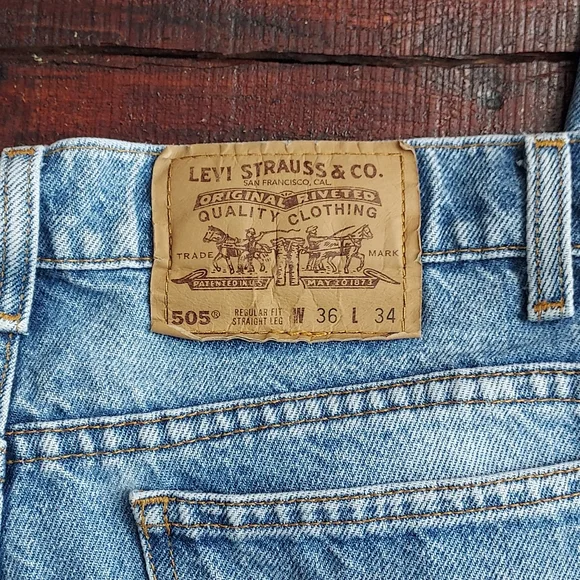 LEVI STRAUSS & CO.
SAN FRANCISCO, CAL.
ORIGINAL RIVETED
QUALITY CLOTHING
TRADE MARK
PATENTED IN U.S. MAY 20 1873
505® REGULAR FIT STRAIGHT LEG W 36 L 34